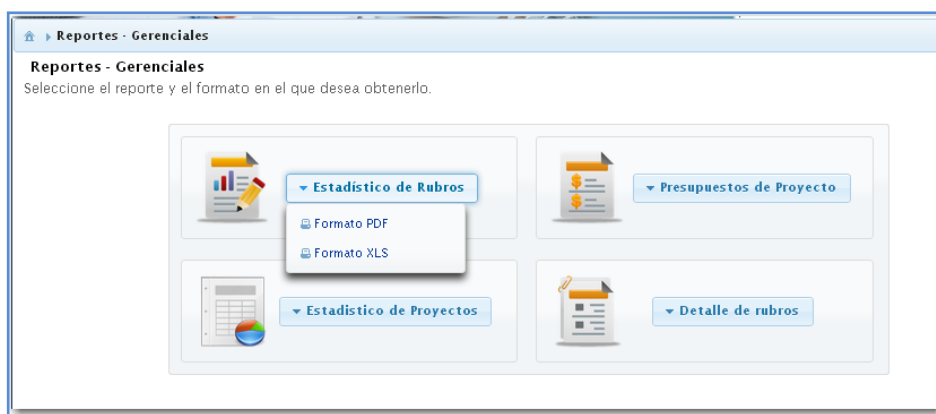 Reportes - Gerenciales
Reportes - Gerenciales
Seleccione el reporte y el formato en el que desea obtenerlo.
Estadístico de Rubros
Formato PDF
Formato XLS
Presupuestos de Proyecto
Estadistico de Proyectos
Detalle de rubros